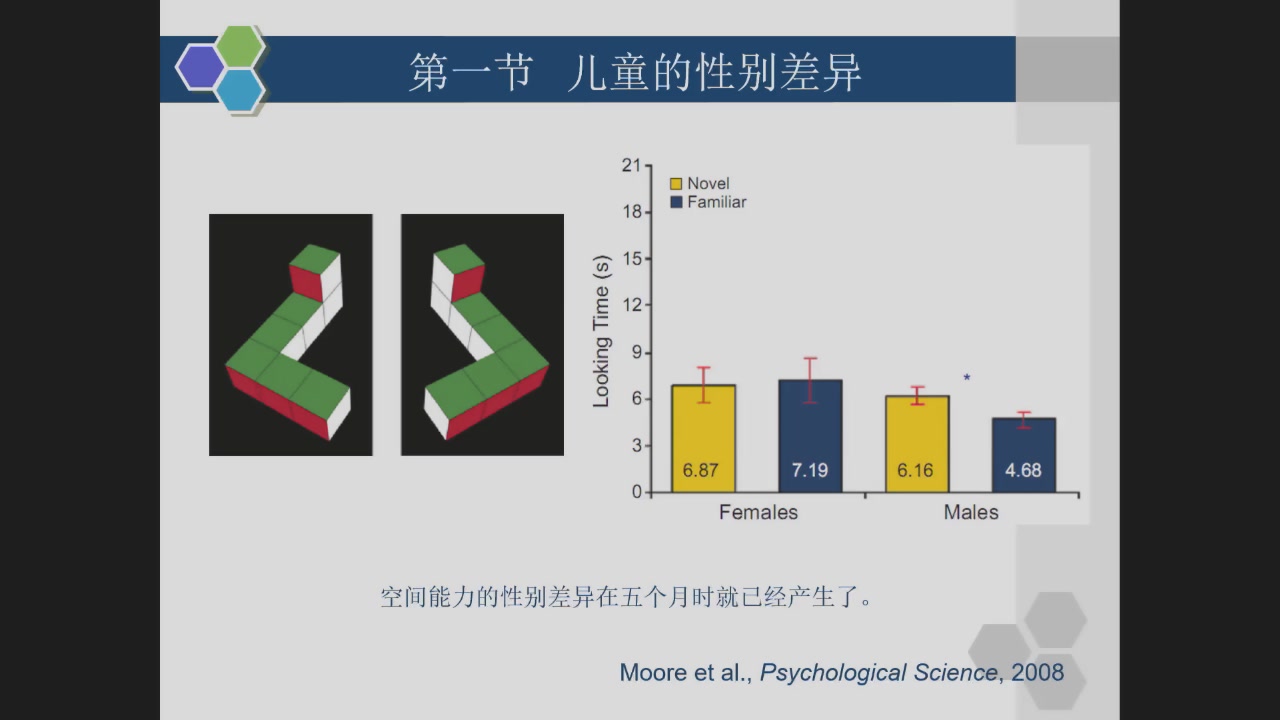 第一节 儿童的性别差异
21
18
15
12
9
6
3
0
Looking Time (s)
Novel
Familiar
*
6.87
7.19
6.16
4.68
Females
Males
空间能力的性别差异在五个月时就已经产生了。
Moore et al., Psychological Science, 2008